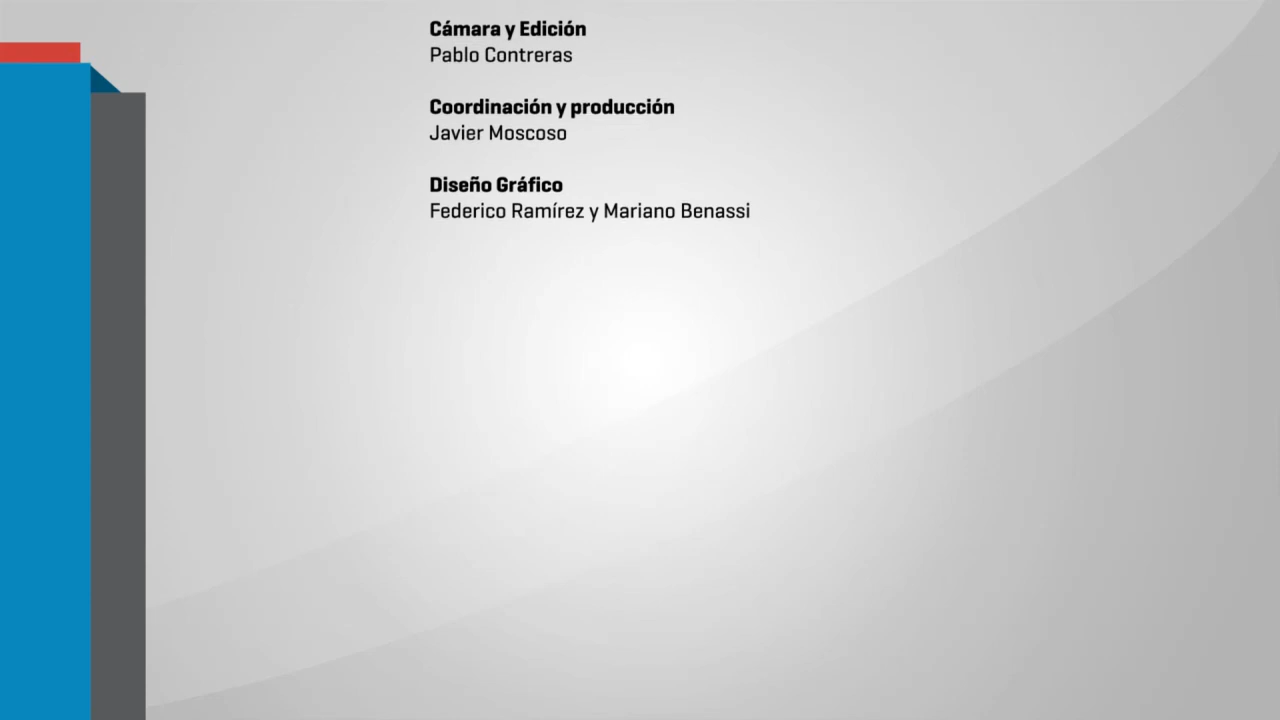 Cámara y Edición
Pablo Contreras
Coordinación y producción
Javier Moscoso
Diseño Gráfico
Federico Ramírez y Mariano Benassi